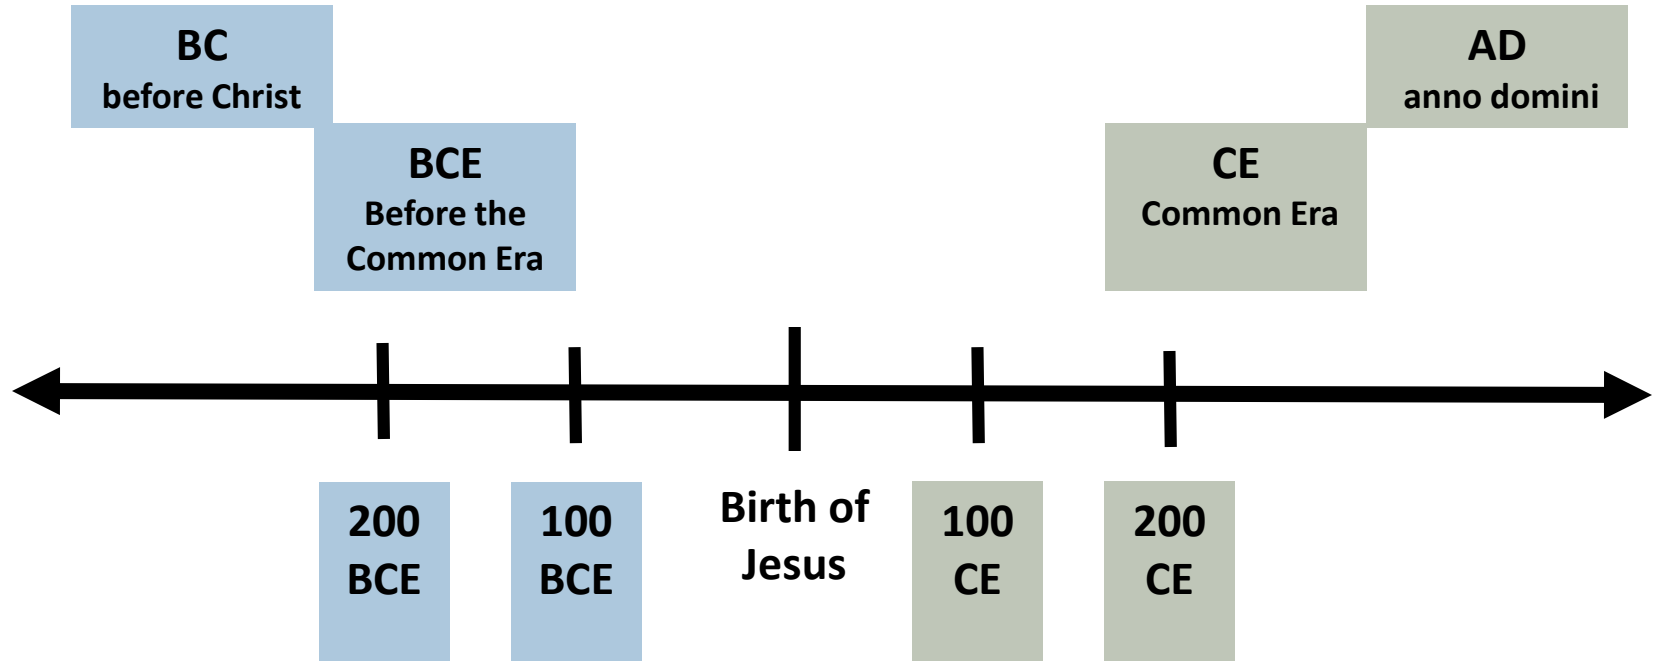 BC
before Christ
BCE
Before the
Common Era
AD
anno domini
CE
Common Era
200
BCE
100
BCE
Birth of
Jesus
100
CE
200
CE